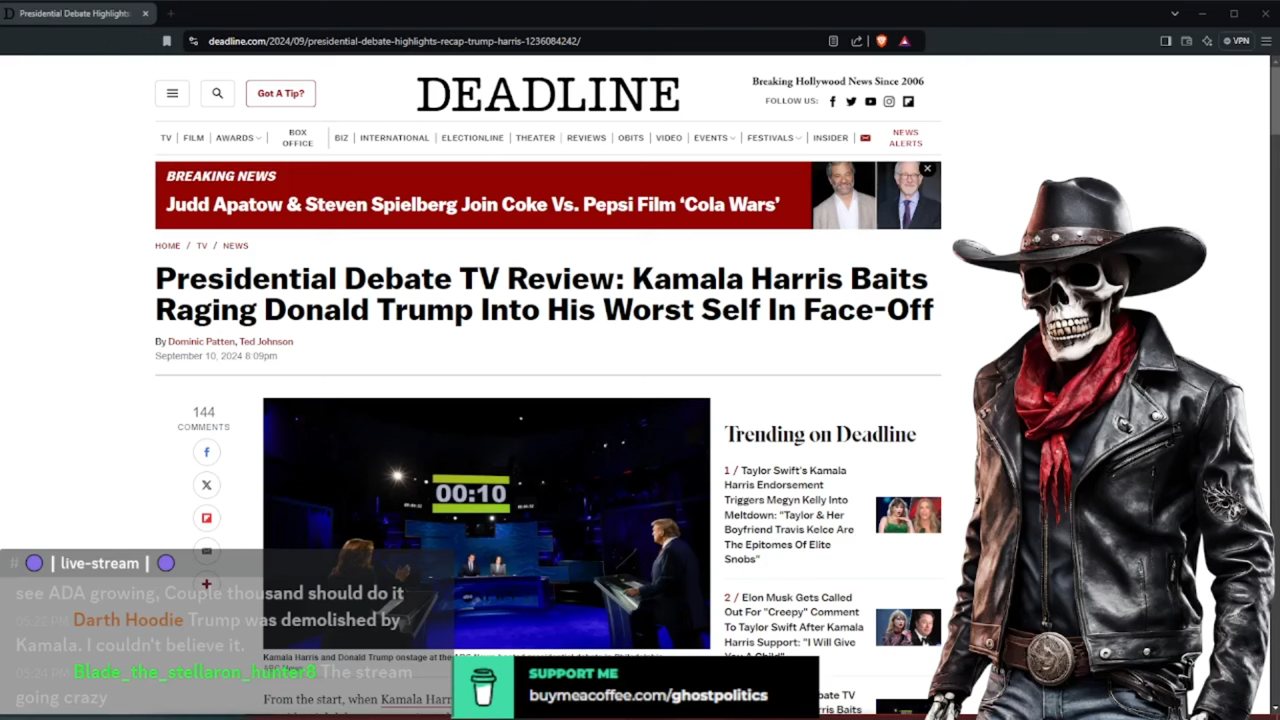 Presidential Debate Highlights
deadline.com/2024/09/presidential-debate-highlights-recap-trump-harris-1236084242/
VPN
Got A Tip?
DEADLINE
Breaking Hollywood News Since 2006
FOLLOW US:
TV | FILM | AWARDS | BOX OFFICE | BIZ | INTERNATIONAL | ELECTIONLINE | THEATER | REVIEWS | OBITS | VIDEO | EVENTS | FESTIVALS | INSIDER
NEWS ALERTS
BREAKING NEWS
Judd Apatow & Steven Spielberg Join Coke Vs. Pepsi Film ‘Cola Wars’
HOME / TV / NEWS
Presidential Debate TV Review: Kamala Harris Baits
Raging Donald Trump Into His Worst Self In Face-Off
By Dominic Patten, Ted Johnson
September 10, 2024 8:09pm
144
COMMENTS
00:10
Trending on Deadline
1 / Taylor Swift's Kamala
Harris Endorsement
Triggers Megyn Kelly Into
Meltdown: "Taylor & Her
Boyfriend Travis Kelce Are
The Epitomes Of Elite
Snobs"
2 / Elon Musk Gets Called
Out For "Creepy" Comment
To Taylor Swift After Kamala
Harris Support: "I Will Give
You A Child"
bate TV
rris Baits
# | live-stream |
see ADA growing, Couple thousand should do it
05:22 PM Darth Hoodie Trump was demolished by
Kamala. I couldn't believe it.
05:24 PM Blade_the_stellaron_hunter8 The stream
going crazy
Kamala Harris and Donald Trump onstage at the
From the start, when Kamala Harr
SUPPORT ME
buymeacoffee.com/ghostpolitics